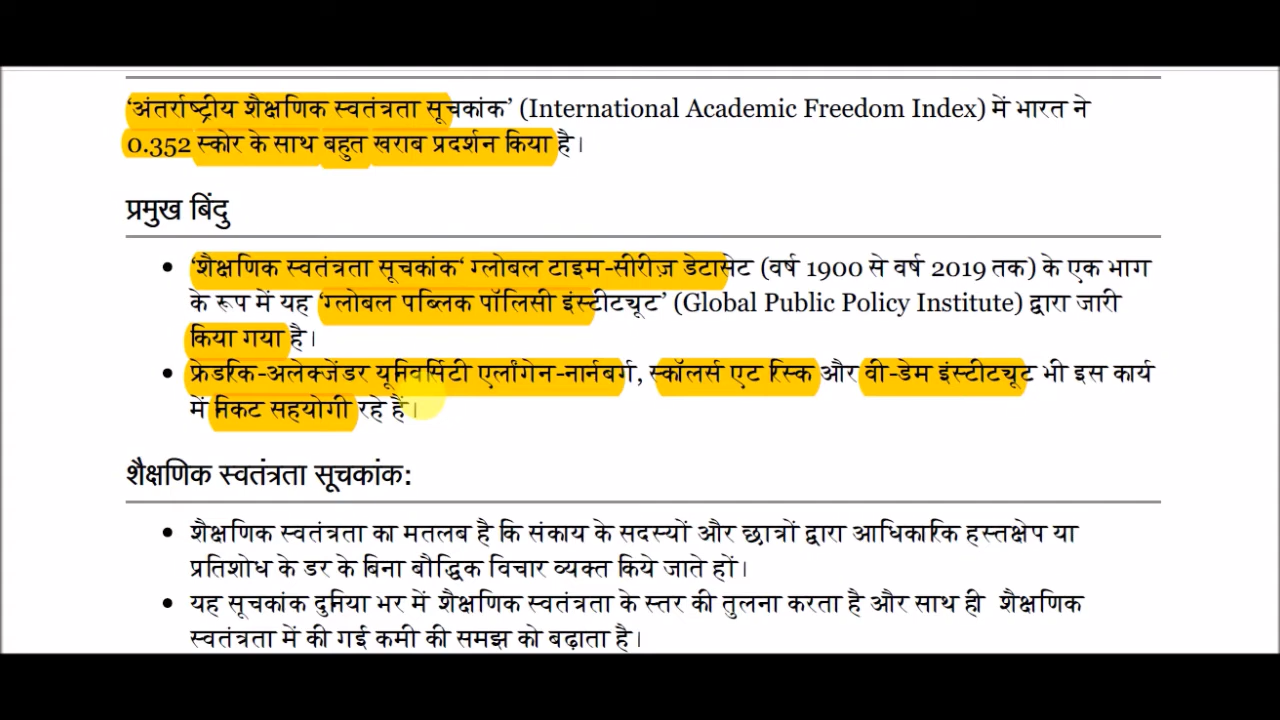 ‘अंतर्राष्ट्रीय शैक्षणिक स्वतंत्रता सूचकांक’ (International Academic Freedom Index) में भारत ने
0.352 स्कोर के साथ बहुत खराब प्रदर्शन किया है।
प्रमुख बिंदु
• ‘शैक्षणिक स्वतंत्रता सूचकांक‘ ग्लोबल टाइम-सीरीज़ डेटासेट (वर्ष 1900 से वर्ष 2019 तक) के एक भाग
के रूप में यह ‘ग्लोबल पब्लिक पॉलिसी इंस्टीट्यूट’ (Global Public Policy Institute) द्वारा जारी
किया गया है।
• फ्रेडरिक-अलेक्जेंडर यूनिवर्सिटी एर्लांगेन-नार्नबर्ग, स्कॉलर्स एट रिस्क और वी-डेम इंस्टीट्यूट भी इस कार्य
में निकट सहयोगी रहे हैं।
शैक्षणिक स्वतंत्रता सूचकांक:
• शैक्षणिक स्वतंत्रता का मतलब है कि संकाय के सदस्यों और छात्रों द्वारा आधिकारिक हस्तक्षेप या
प्रतिशोध के डर के बिना बौद्धिक विचार व्यक्त किये जाते हों।
• यह सूचकांक दुनिया भर में शैक्षणिक स्वतंत्रता के स्तर की तुलना करता है और साथ ही शैक्षणिक
स्वतंत्रता में की गई कमी की समझ को बढ़ाता है।